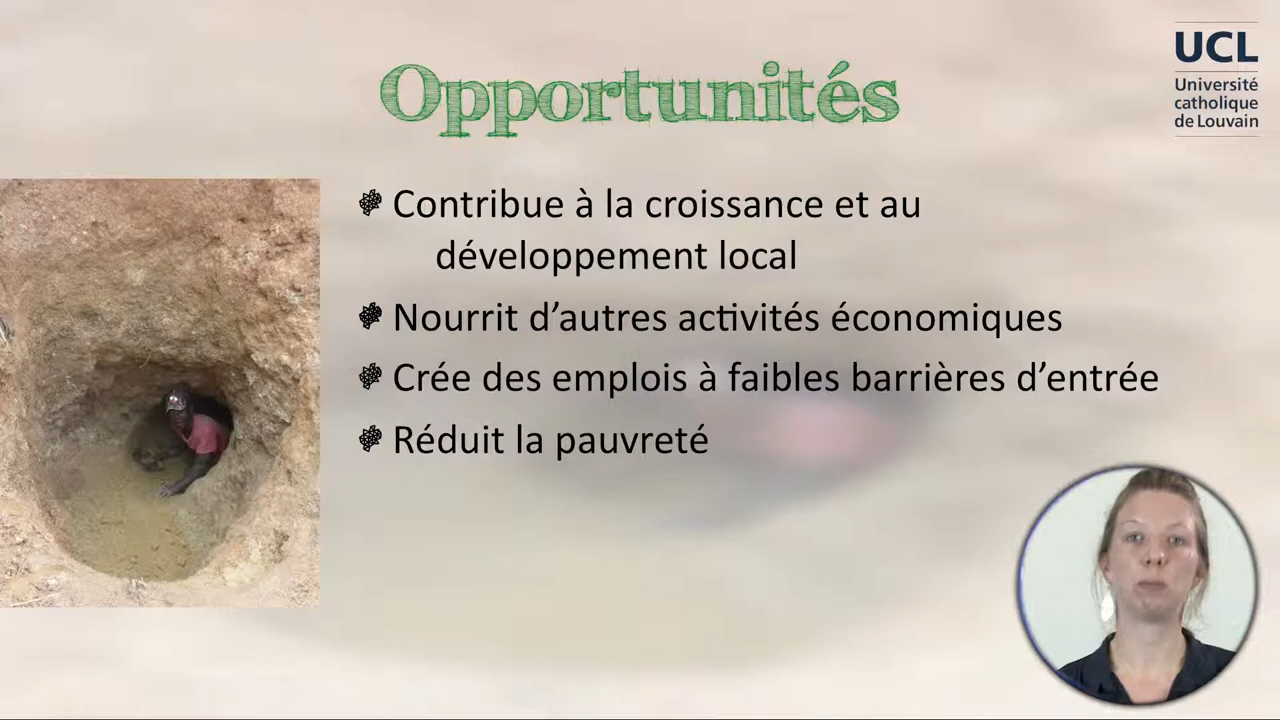 Opportunités
UCL
Université
catholique
de Louvain
Contribue à la croissance et au
développement local
Nourrit d’autres activités économiques
Crée des emplois à faibles barrières d’entrée
Réduit la pauvreté